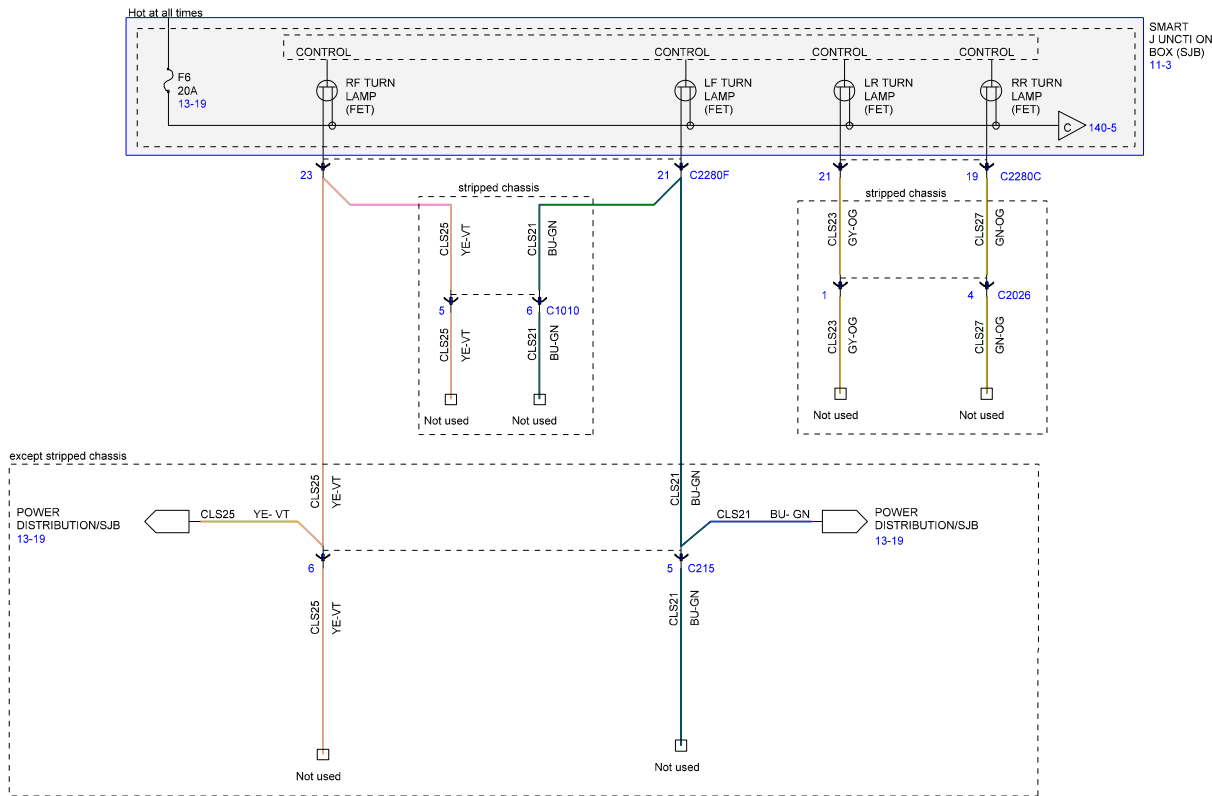 Hot at all times
SMART
J UNCTI ON
BOX (SJB)
11-3
CONTROL
CONTROL
CONTROL
CONTROL
F6
20A
13-19
RF TURN
LAMP
(FET)
LF TURN
LAMP
(FET)
LR TURN
LAMP
(FET)
RR TURN
LAMP
(FET)
C
140-5
23
21
C2280F
21
19
C2280C
stripped chassis
stripped chassis
CLS25
YE-VT
CLS21
BU-GN
CLS23
GY-OG
CLS27
GN-OG
5
6
C1010
1
4
C2026
CLS25
YE-VT
CLS21
BU-GN
CLS23
GY-OG
CLS27
GN-OG
Not used
Not used
Not used
Not used
except stripped chassis
CLS25
YE-VT
CLS21
BU-GN
POWER
DISTRIBUTION/SJB
13-19
CLS25
YE- VT
CLS21
BU- GN
POWER
DISTRIBUTION/SJB
13-19
6
5
C215
CLS25
YE-VT
CLS21
BU-GN
Not used
Not used